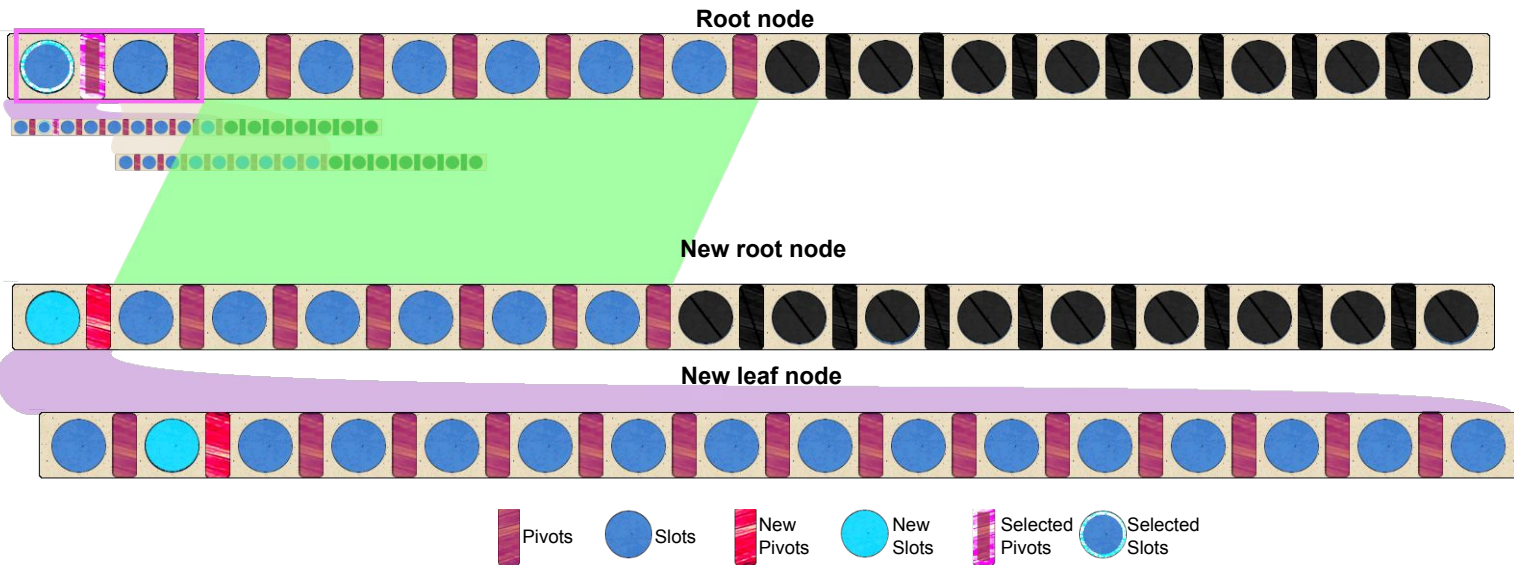 Root node
New root node
New leaf node
Pivots
Slots
New
Pivots
New
Slots
Selected
Pivots
Selected
Slots